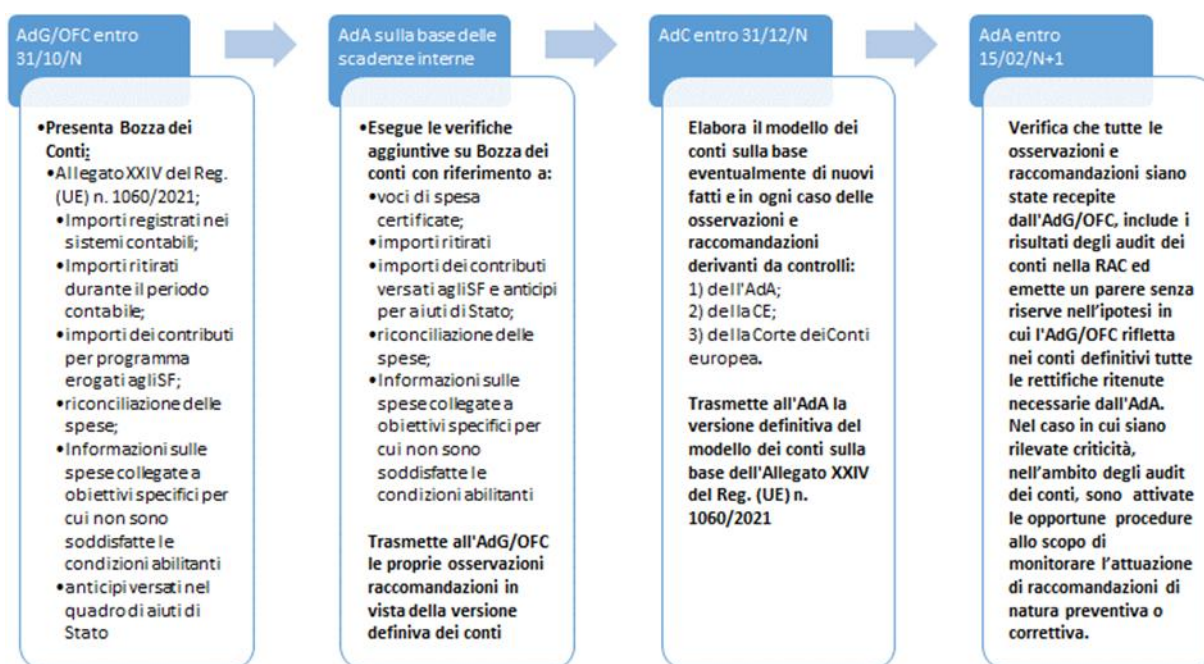 AdG/OFC entro
31/10/N
•Presenta Bozza dei
Conti:
•Allegato XXIV del Reg.
(UE) n. 1060/2021;
•Importi registrati nei
sistemi contabili;
•Importi ritirati
durante il periodo
contabile;
•importi dei contributi
per programma
erogati agli SF;
•riconciliazione delle
spese;
•Informazioni sulle
spese collegate a
obiettivi specifici per
cui non sono
soddisfatte le
condizioni abilitanti
•anticipi versati nel
quadro di aiuti di
Stato
AdA sulla base delle
scadenze interne
•Esegue le verifiche
aggiuntive su Bozza dei
conti con riferimento a:
•voci di spesa
certificate;
•importi ritirati
•importi dei contributi
versati agli SF e anticipi
per aiuti di Stato;
•riconciliazione delle
spese;
•Informazioni sulle
spese collegate a
obiettivi specifici per
cui non sono
soddisfatte le
condizioni abilitanti
Trasmette all'AdG/OFC
le proprie osservazioni
raccomandazioni in
vista della versione
definiva dei conti
AdC entro 31/12/N
Elabora il modello dei
conti sulla base
eventualmente di nuovi
fatti e in ogni caso delle
osservazioni e
raccomandazioni
derivanti da controlli:
1) dell'AdA;
2) della CE;
3) della Corte dei Conti
europea.
Trasmette all'AdA la
versione definitiva del
modello dei conti sulla
base dell'Allegato XXIV
del Reg. (UE) n.
1060/2021
AdA entro
15/02/N+1
Verifica che tutte le
osservazioni e
raccomandazioni siano
state recepite
dall'AdG/OFC, include i
risultati degli audit dei
conti nella RAC ed
emette un parere senza
riserve nell'ipotesi in
cui l'AdG/OFC rifletta
nei conti definitivi tutte
le rettifiche ritenute
necessarie dall'AdA.
Nel caso in cui siano
rilevate criticità,
nell'ambito degli audit
dei conti, sono attivate
le opportune procedure
allo scopo di
monitorare l'attuazione
di raccomandazioni di
natura preventiva o
correttiva.